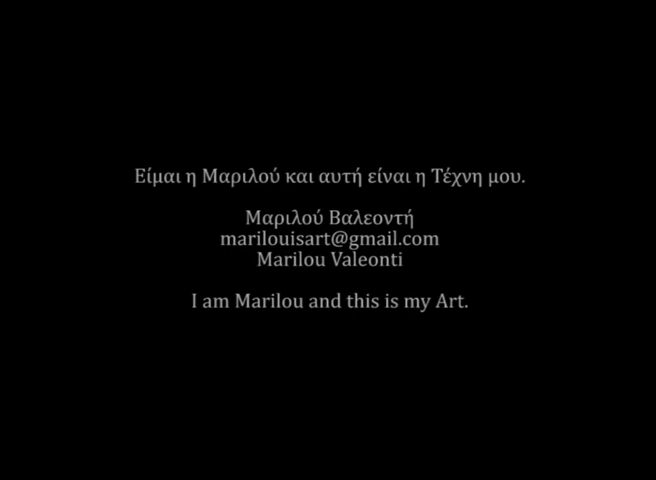 Είμαι η Μαριλού και αυτή είναι η Τέχνη μου.
Μαριλού Βαλεοντή
marilouisart@gmail.com
Marilou Valeonti
I am Marilou and this is my Art.